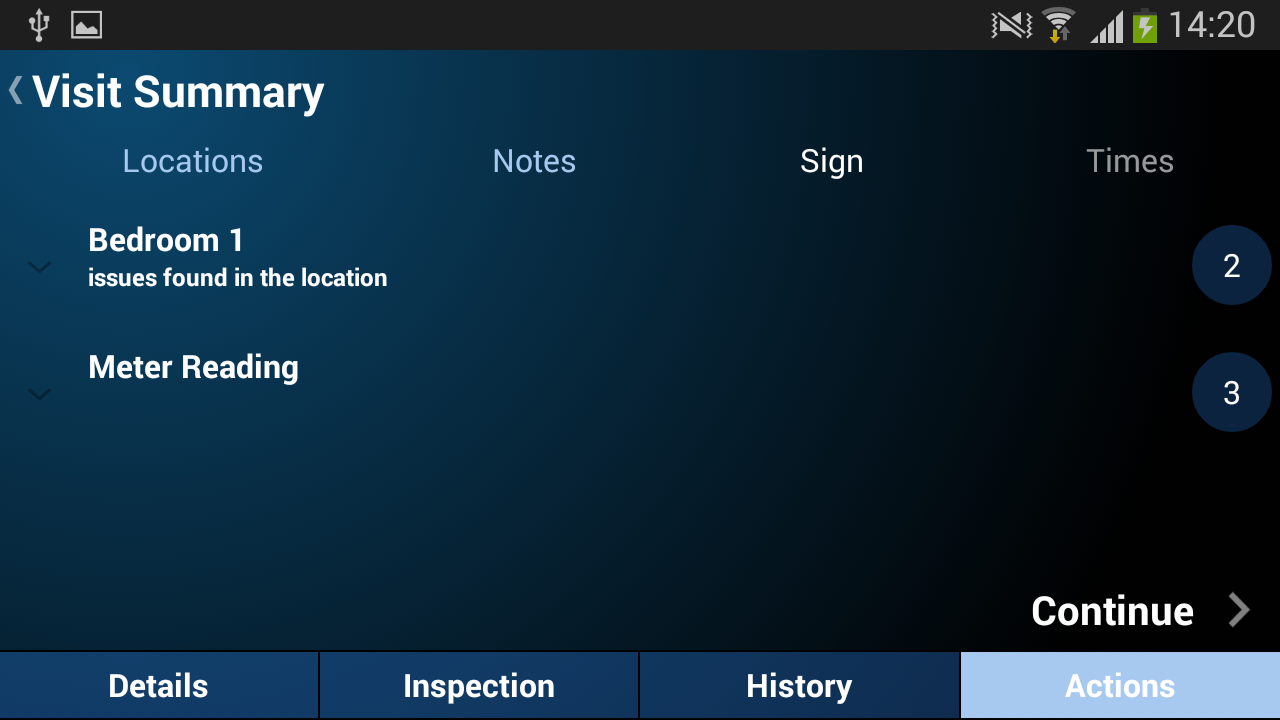 14:20
Visit Summary
Locations Notes Sign Times
Bedroom 1
issues found in the location
2
Meter Reading
3
Continue
Details Inspection History Actions